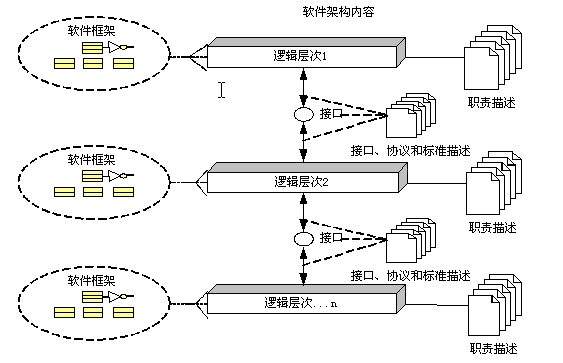 软件架构内容
软件框架
逻辑层次1
职责描述
接口
接口、协议和标准描述
软件框架
逻辑层次2
职责描述
接口
接口、协议和标准描述
软件框架
逻辑层次...n
职责描述